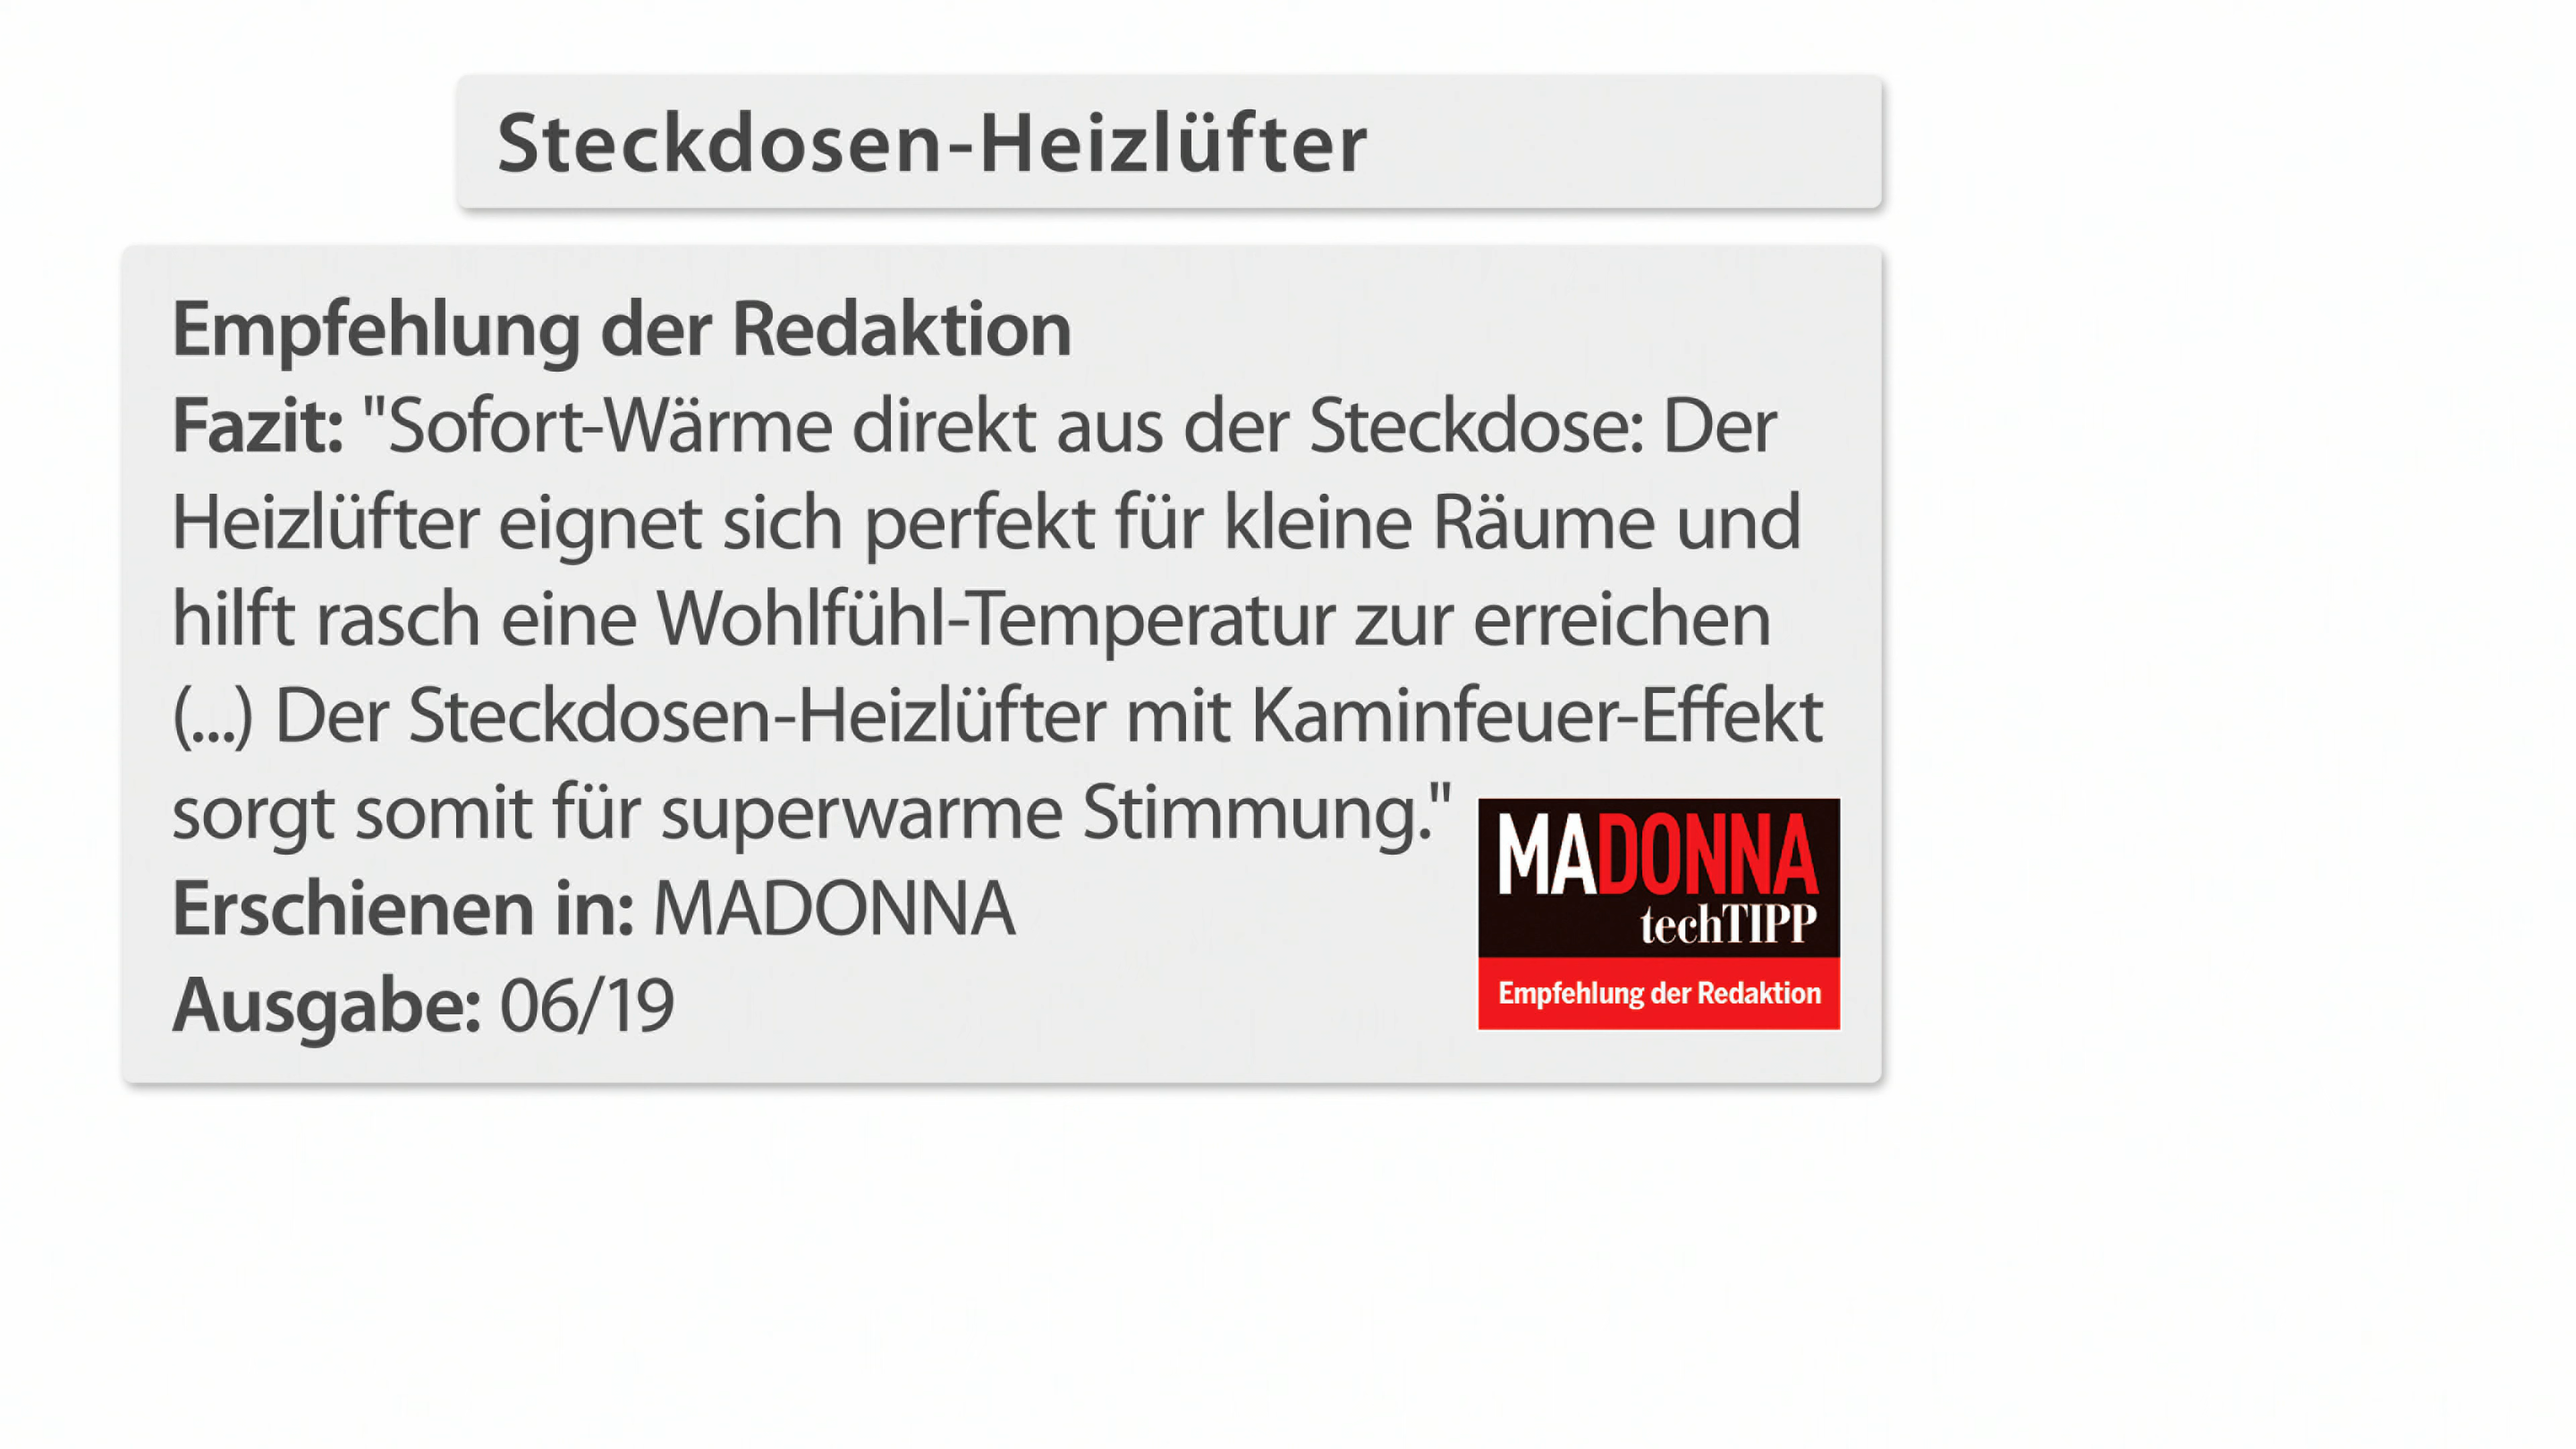 Steckdosen-Heizlüfter
Empfehlung der Redaktion
Fazit: "Sofort-Wärme direkt aus der Steckdose: Der
Heizlüfter eignet sich perfekt für kleine Räume und
hilft rasch eine Wohlfühl-Temperatur zur erreichen
(...) Der Steckdosen-Heizlüfter mit Kaminfeuer-Effekt
sorgt somit für superwarme Stimmung."
Erschienen in: MADONNA
Ausgabe: 06/19
MADONNA
techTIPP
Empfehlung der Redaktion